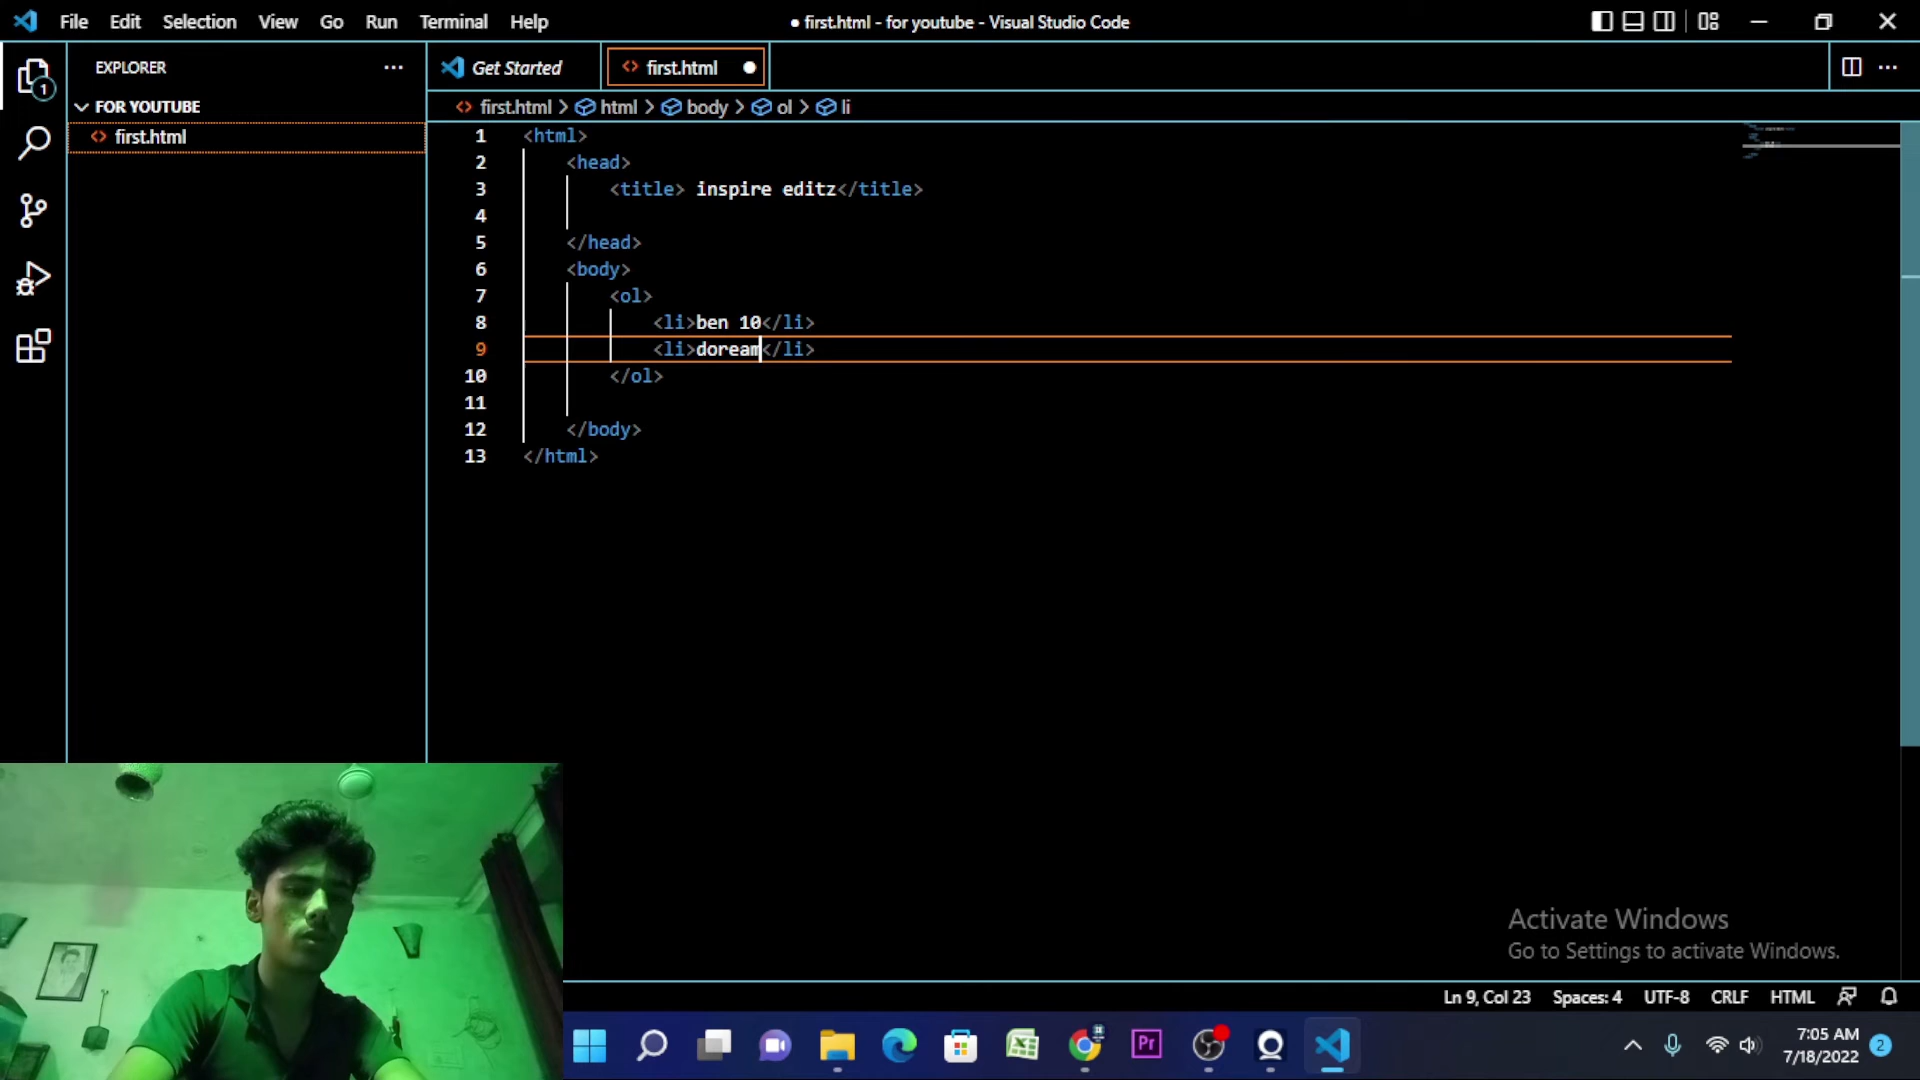 File Edit Selection View Go Run Terminal Help
● first.html - for youtube - Visual Studio Code
EXPLORER
Get Started
first.html
1
FOR YOUTUBE
first.html > html > body > ol > li
first.html
1 <html>
2 <head>
3 <title> inspire editz</title>
4
5 </head>
6 <body>
7 <ol>
8 <li>ben 10</li>
9 <li>doream</li>
10 </ol>
11
12 </body>
13 </html>
Activate Windows
Go to Settings to activate Windows.
Ln 9, Col 23 Spaces: 4 UTF-8 CRLF HTML
Pr
7:05 AM
7/18/2022
2